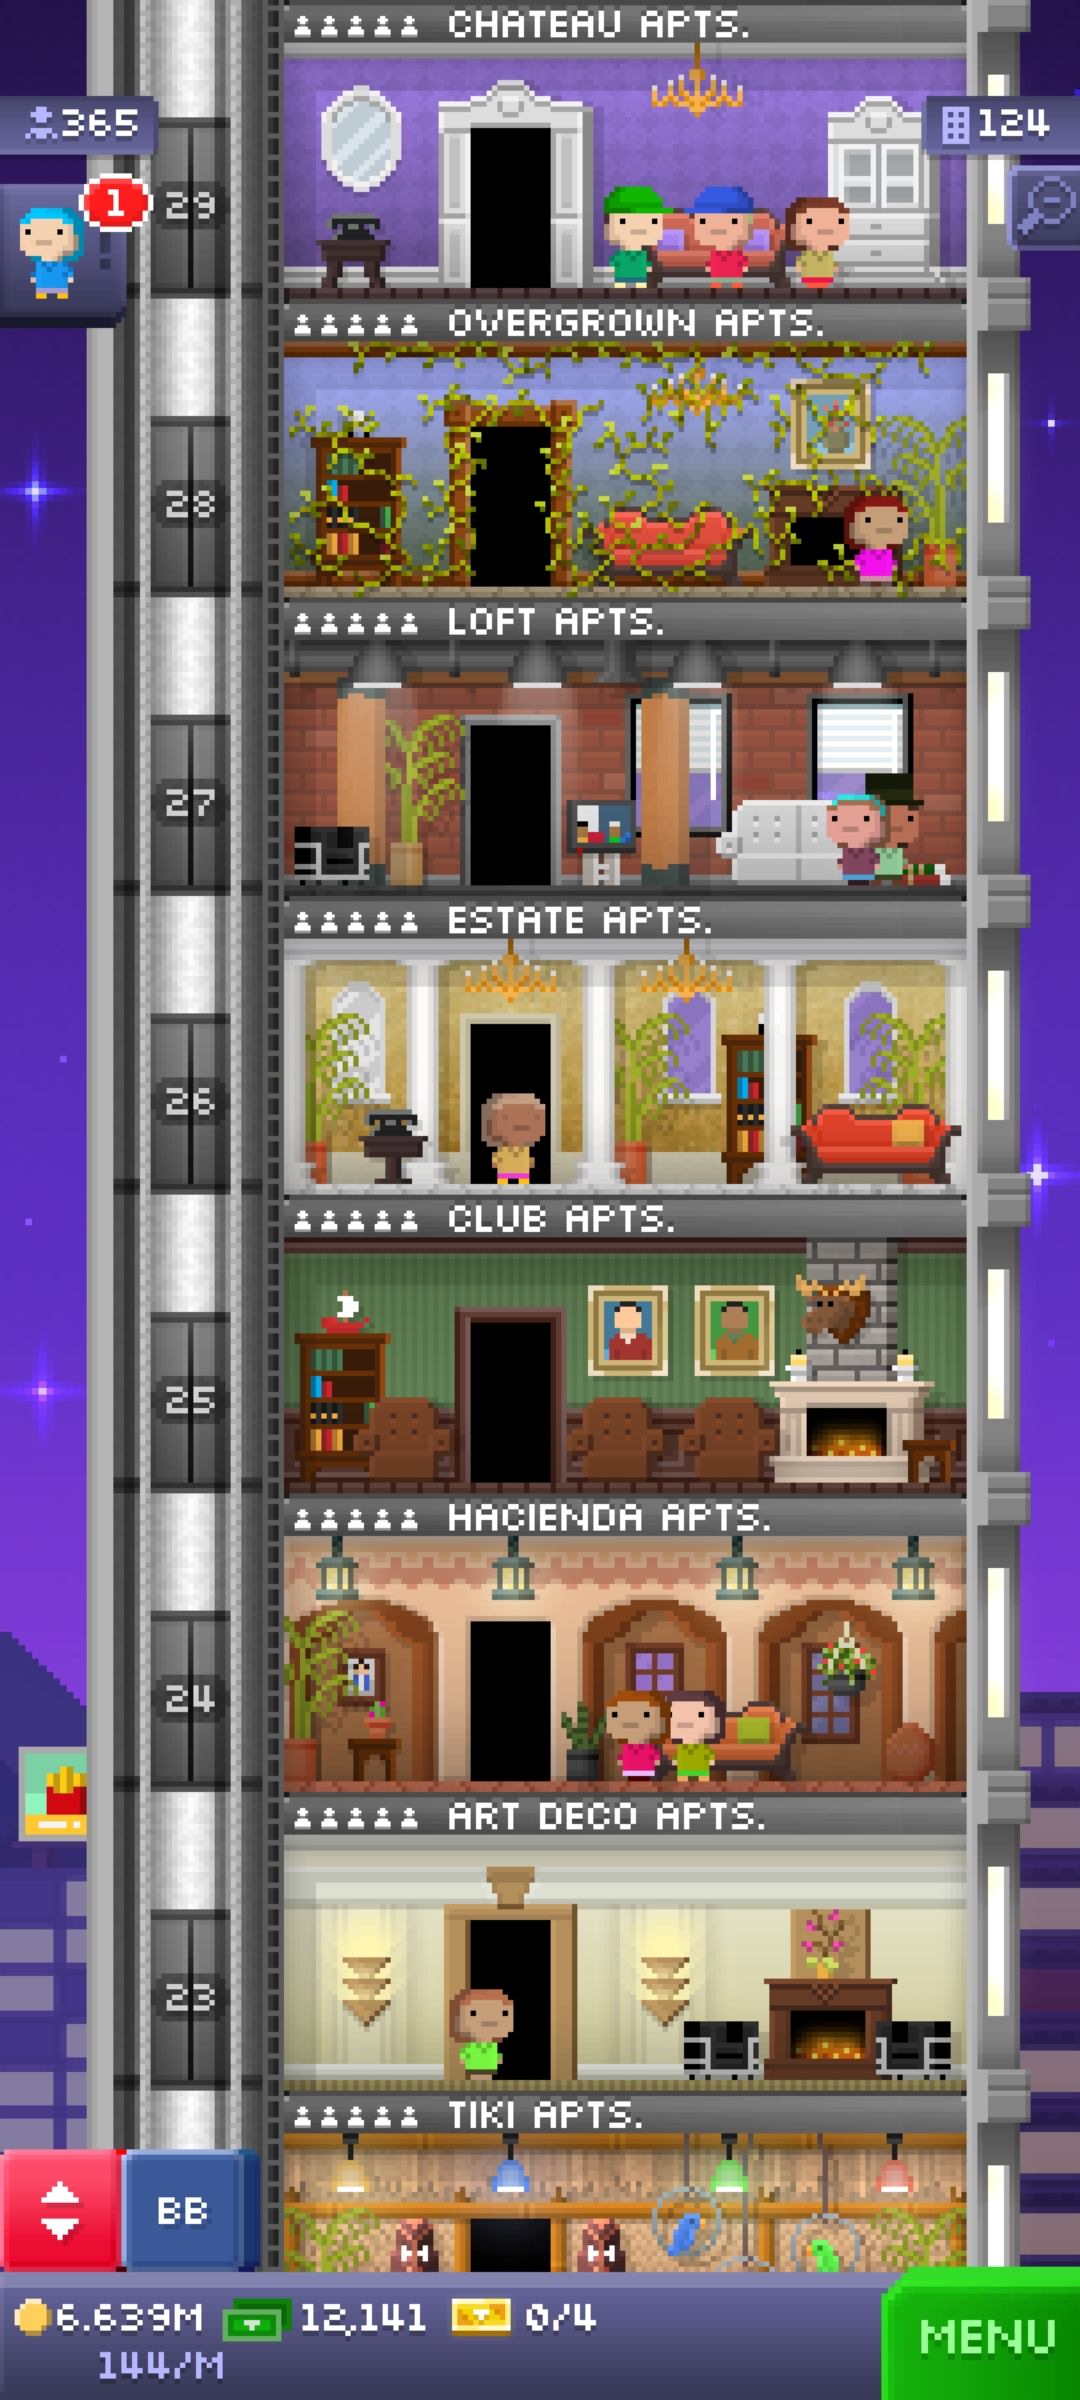 CHATEAU APTS.
365
124
1
29
OVERGROWN APTS.
28
LOFT APTS.
27
ESTATE APTS.
26
CLUB APTS.
25
HACIENDA APTS.
24
ART DECO APTS.
23
TIKI APTS.
BB
6.639M 12,141 0/4
144/M
MENU